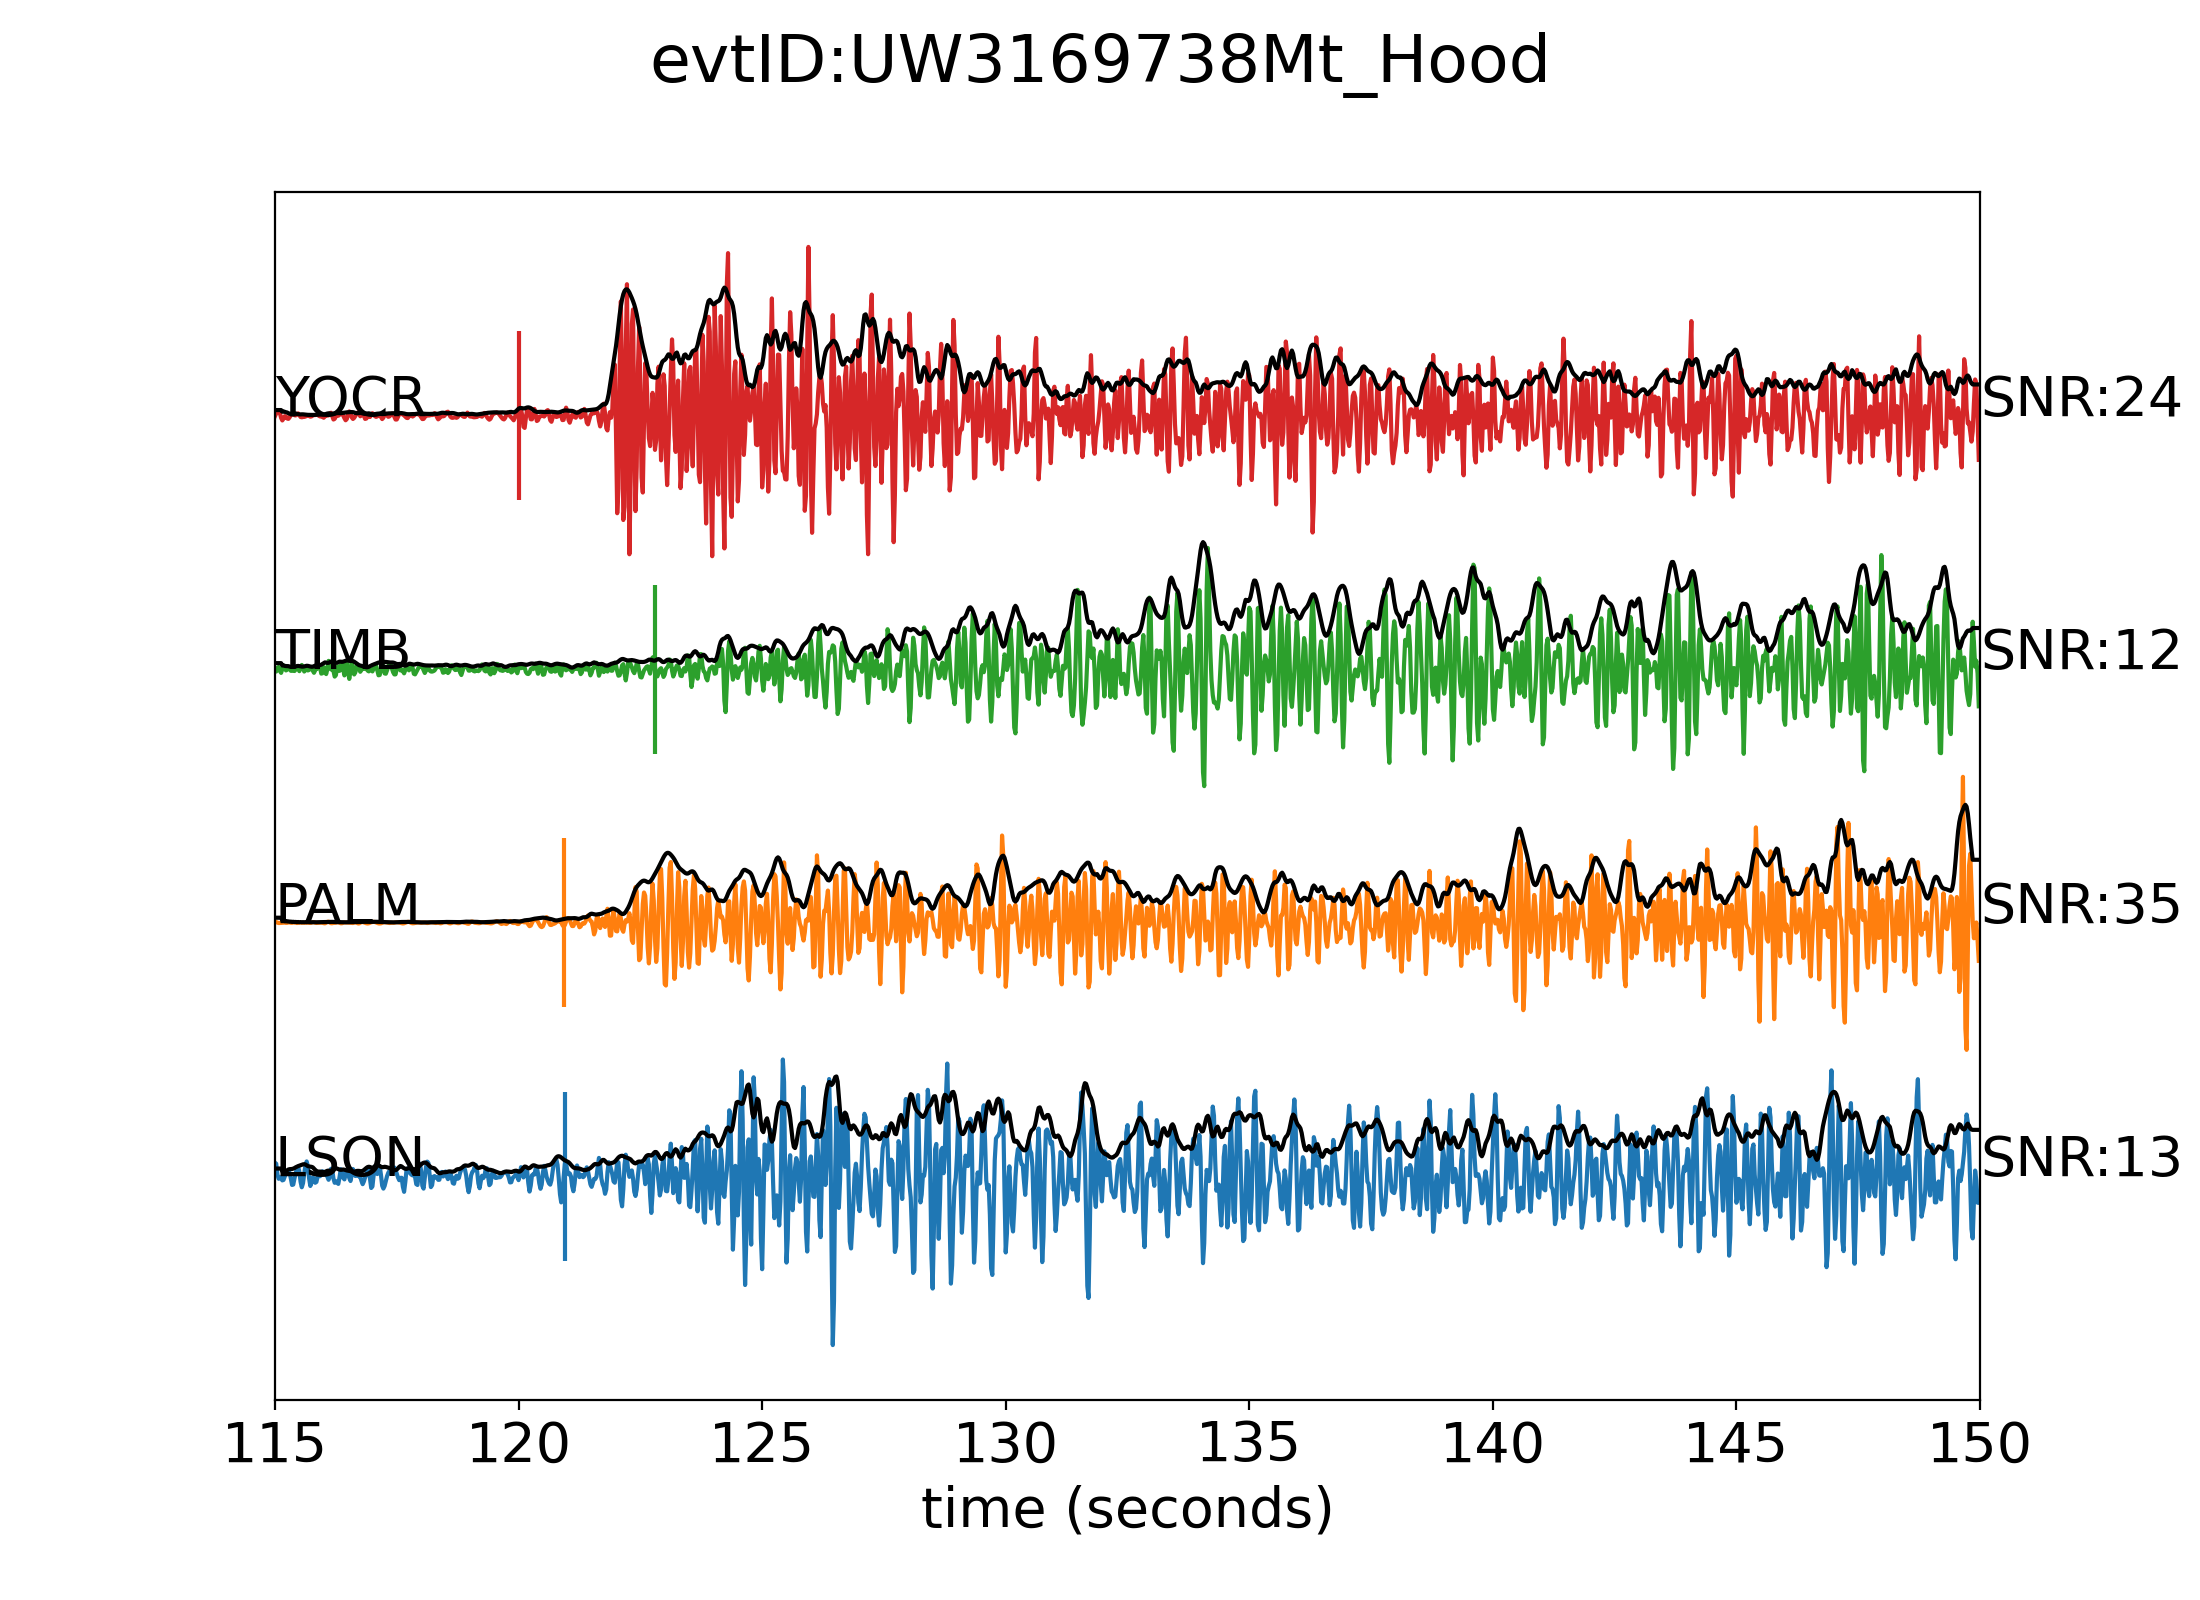 evtID:UW3169738Mt_Hood
YOCR SNR:24
TIMB SNR:12
PALM SNR:35
LSON SNR:13
115 120 125 130 135 140 145 150
time (seconds)